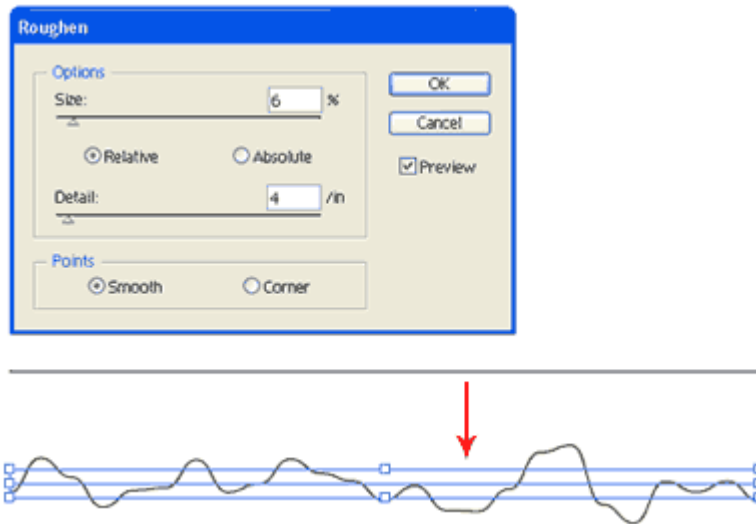 Roughen
Options
Size: 6 %
OK
Cancel
Relative Absolute
Preview
Detail: 4 /in
Points
Smooth Corner